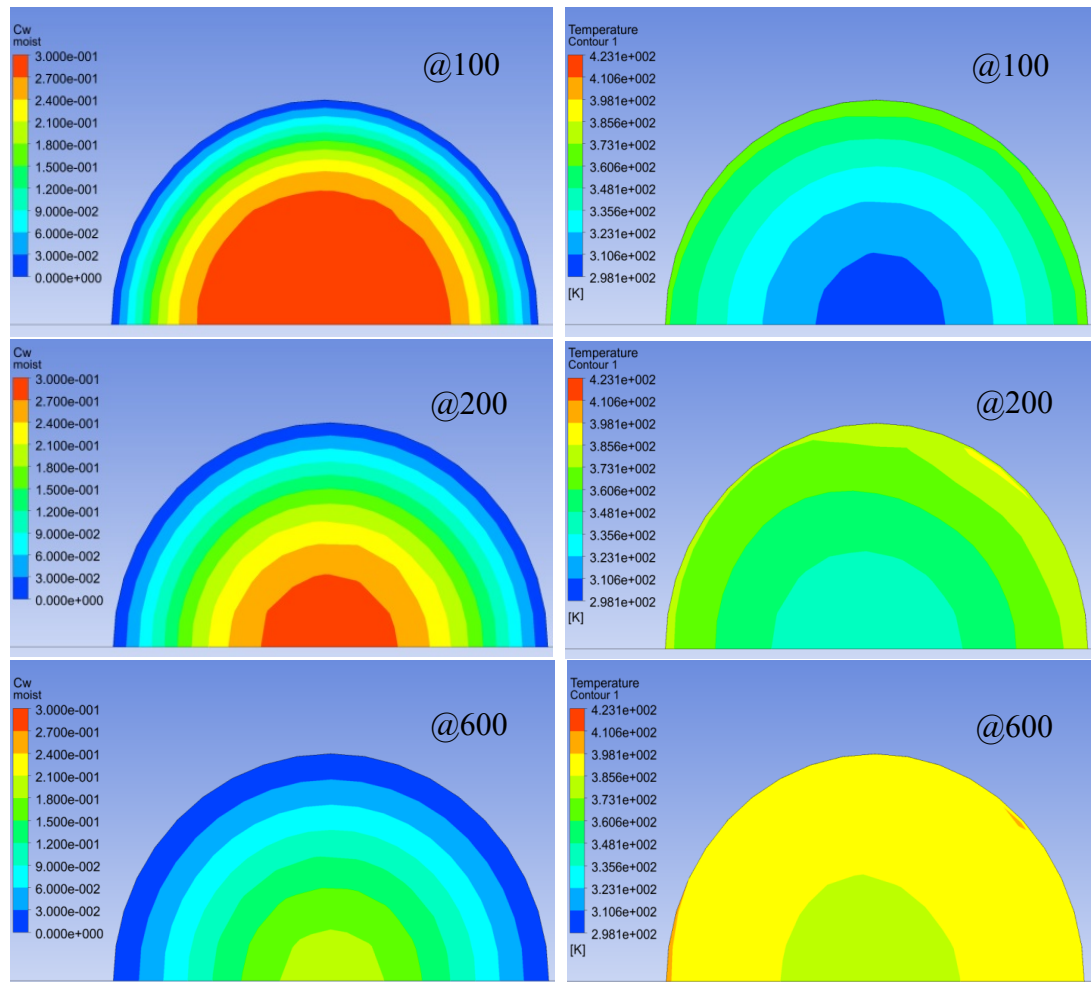 Cw
moist
3.000e-001
2.700e-001
2.400e-001
2.100e-001
1.800e-001
1.500e-001
1.200e-001
9.000e-002
6.000e-002
3.000e-002
0.000e+000
@100
Temperature
Contour 1
4.231e+002
4.106e+002
3.981e+002
3.856e+002
3.731e+002
3.606e+002
3.481e+002
3.356e+002
3.231e+002
3.106e+002
2.981e+002
[K]
@100
Cw
moist
3.000e-001
2.700e-001
2.400e-001
2.100e-001
1.800e-001
1.500e-001
1.200e-001
9.000e-002
6.000e-002
3.000e-002
0.000e+000
@200
Temperature
Contour 1
4.231e+002
4.106e+002
3.981e+002
3.856e+002
3.731e+002
3.606e+002
3.481e+002
3.356e+002
3.231e+002
3.106e+002
2.981e+002
[K]
@200
Cw
moist
3.000e-001
2.700e-001
2.400e-001
2.100e-001
1.800e-001
1.500e-001
1.200e-001
9.000e-002
6.000e-002
3.000e-002
0.000e+000
@600
Temperature
Contour 1
4.231e+002
4.106e+002
3.981e+002
3.856e+002
3.731e+002
3.606e+002
3.481e+002
3.356e+002
3.231e+002
3.106e+002
2.981e+002
[K]
@600